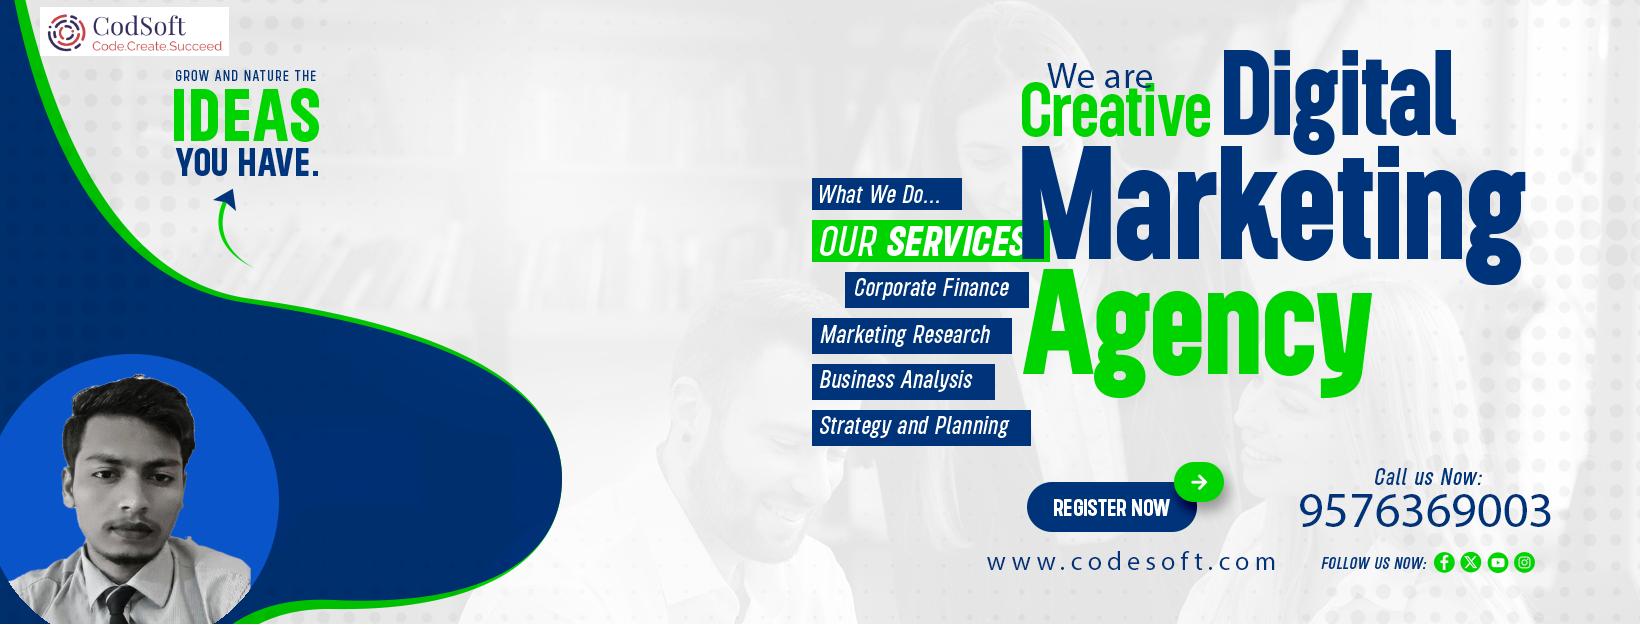 CodSoft
Code.Create.Succeed
GROW AND NATURE THE
IDEAS
YOU HAVE.
We are
Creative Digital
Marketing
Agency
What We Do...
OUR SERVICES
Corporate Finance
Marketing Research
Business Analysis
Strategy and Planning
REGISTER NOW
www.codesoft.com
Call us Now:
9576369003
FOLLOW US NOW: